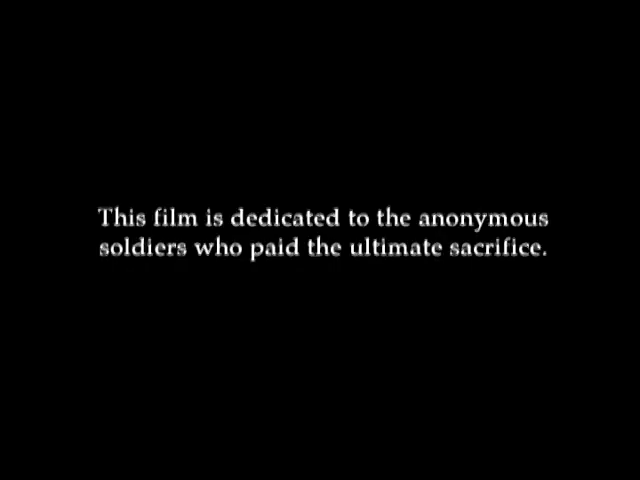 This film is dedicated to the anonymous
soldiers who paid the ultimate sacrifice.